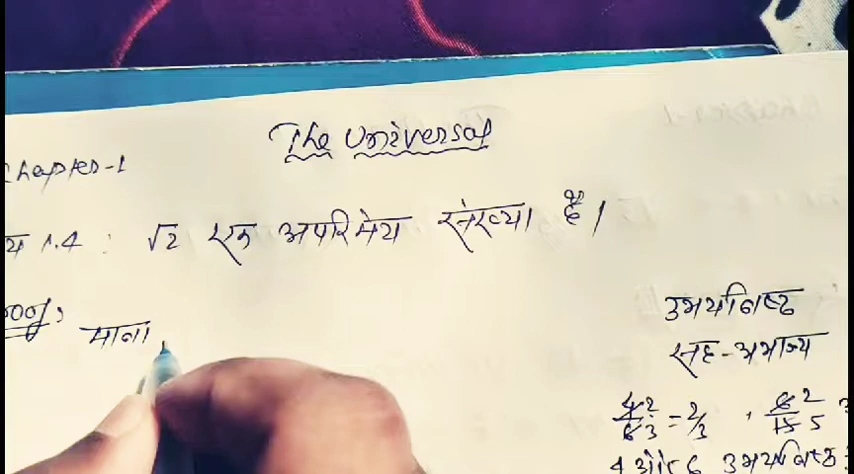 The Universal
Chapter-1
य 1.4 : √2 एक अपरिमेय संख्या है।
माना
उभयनिष्ठ
सह-अभाज्य
4/6 2/3 = 2/3 , 6/15 2/5
4 और 6 उभयनिष्ठ